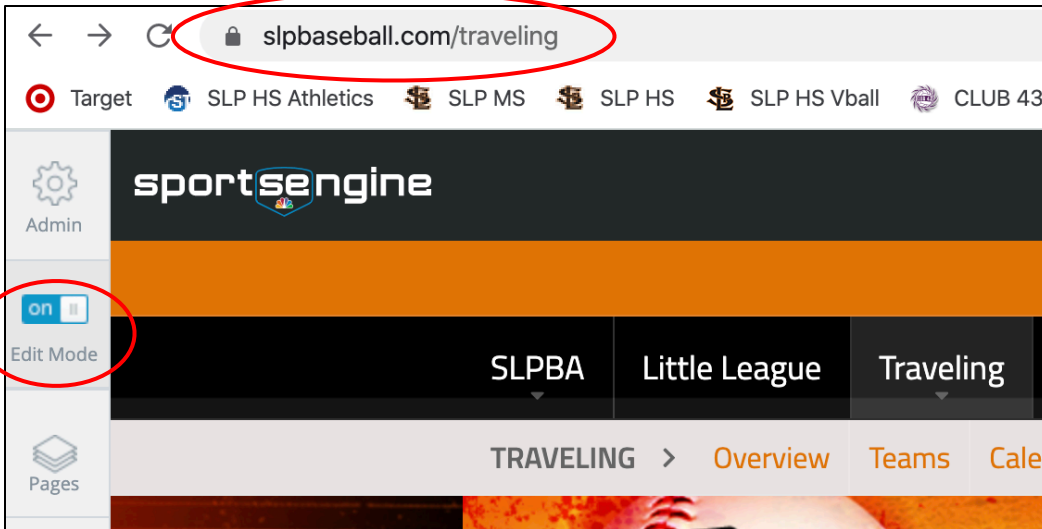 slpbaseball.com/traveling
Target SLP HS Athletics SLP MS SLP HS SLP HS Vball CLUB 43
sportsengine
Admin
on
Edit Mode
SLPBA Little League Traveling
TRAVELING > Overview Teams Cale
Pages